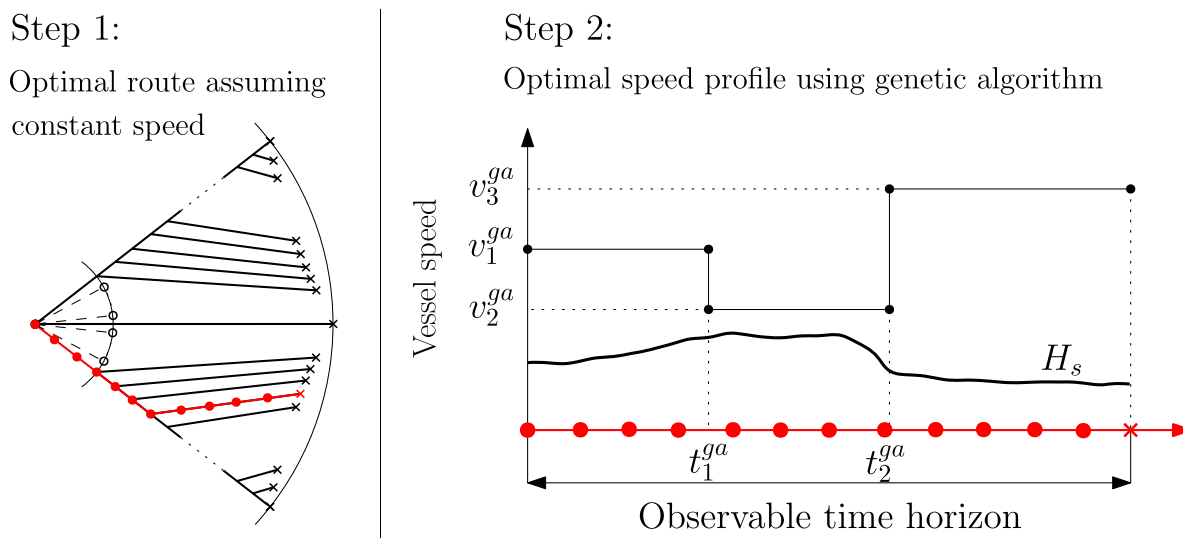 Step 1:
Optimal route assuming
constant speed
Step 2:
Optimal speed profile using genetic algorithm
Vessel speed
v_3^{ga}
v_1^{ga}
v_2^{ga}
H_s
t_1^{ga}
t_2^{ga}
Observable time horizon